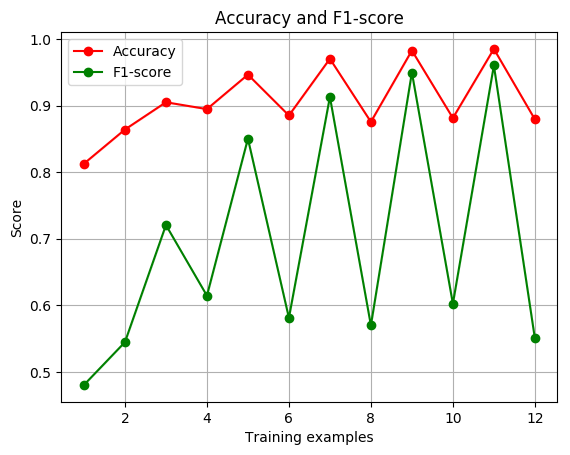 Accuracy and F1-score
Accuracy
F1-score
1.0
0.9
0.8
0.7
0.6
0.5
Score
2 4 6 8 10 12
Training examples